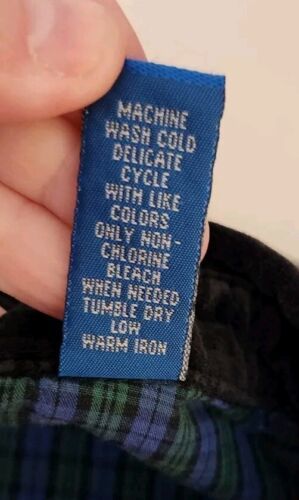 MACHINE
WASH COLD
DELICATE
CYCLE
WITH LIKE
COLORS
ONLY NON-
CHLORINE
BLEACH
WHEN NEEDED
TUMBLE DRY
LOW
WARM IRON